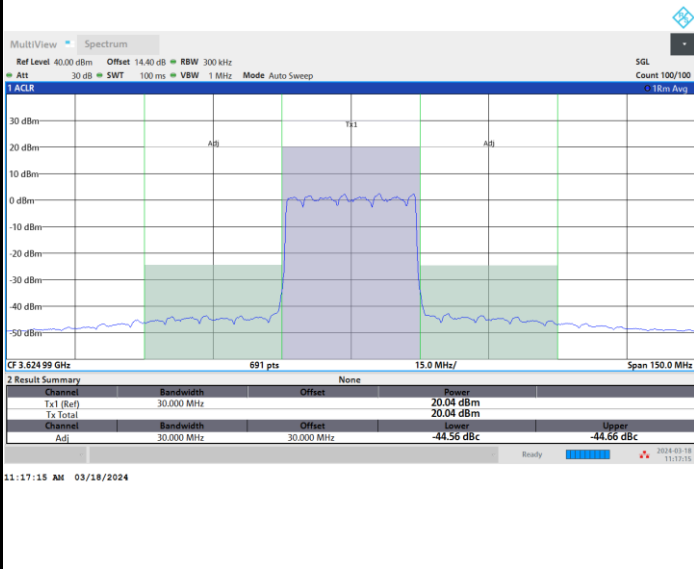 MultiView Spectrum
Ref Level 40.00 dBm Offset 14.40 dB RBW 300 kHz SGL
Att 30 dB SWT 100 ms VBW 1 MHz Mode Auto Sweep Count 100/100
1 ACLR 1Rm Avg
30 dBm
Tx1
20 dBm
Adj Adj
10 dBm
0 dBm
-10 dBm
-20 dBm
-30 dBm
-40 dBm
-50 dBm
CF 3.624 99 GHz 691 pts 15.0 MHz/ Span 150.0 MHz
2 Result Summary None
Channel Bandwidth Offset Power
Tx1 (Ref) 30.000 MHz 20.04 dBm
Tx Total 20.04 dBm
Channel Bandwidth Offset Lower Upper
Adj 30.000 MHz 30.000 MHz -44.56 dBc -44.66 dBc
Ready 2024-03-18
11:17:15
11:17:15 AM 03/18/2024